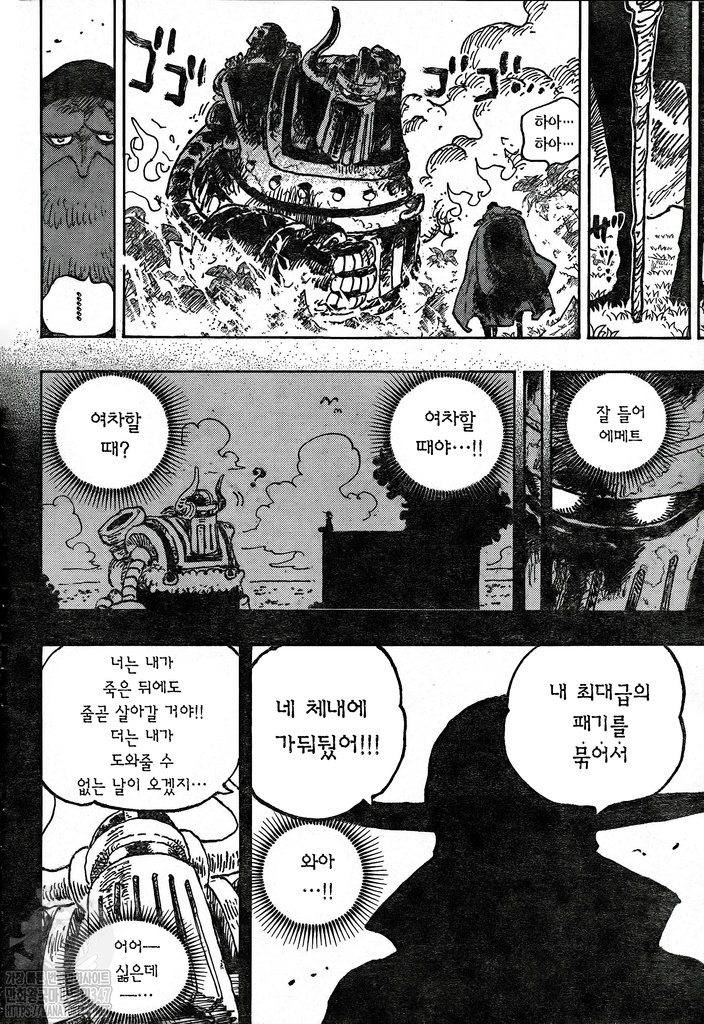 하아…
하아…
ゴゴ
ゴゴゴ
⋮
잘 들어
에메트
여차할
때야…!!
여차할
때?
?
내 최대급의
패기를
묶어서
네 체내에
가둬뒀어!!!
와아
…!!
너는 내가
죽은 뒤에도
줄곧 살아갈 거야!!
더는 내가
도와줄 수
없는 날이 오겠지…
어어―
싫은데
―…